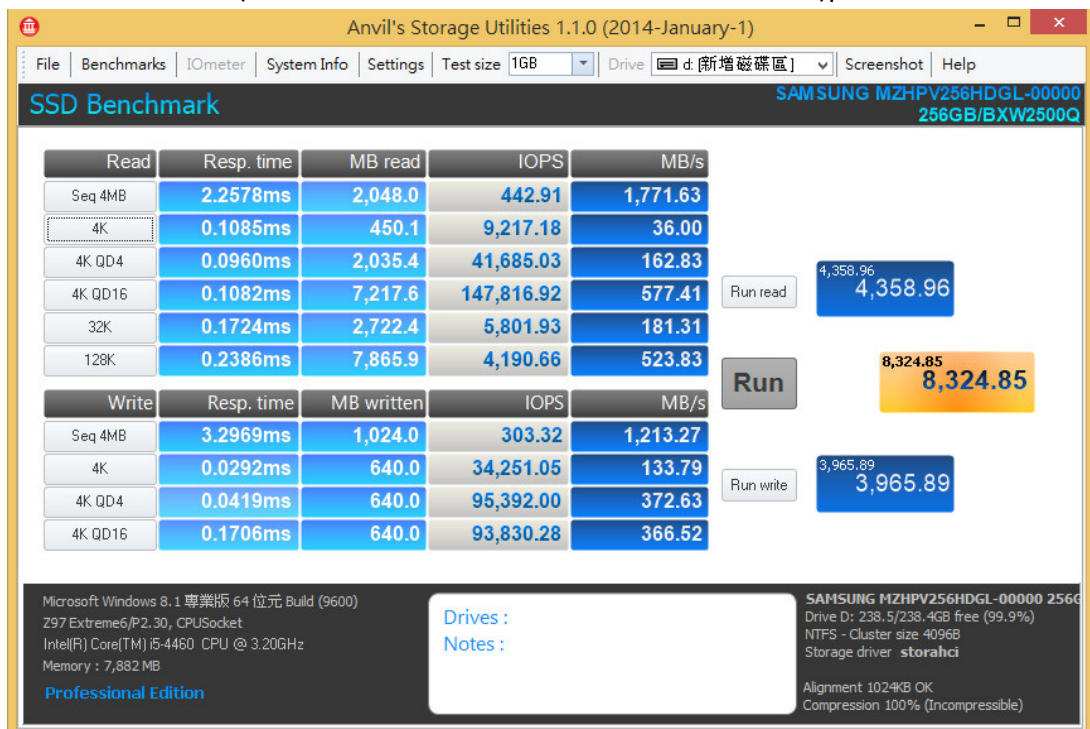 Anvil's Storage Utilities 1.1.0 (2014-January-1)
File Benchmarks IOmeter System Info Settings Test size 1GB Drive d: [新增磁碟區] Screenshot Help
SSD Benchmark
SAMSUNG MZHPV256HDGL-00000
256GB/BXW2500Q
Read Resp. time MB read IOPS MB/s
Seq 4MB 2.2578ms 2,048.0 442.91 1,771.63
4K 0.1085ms 450.1 9,217.18 36.00
4K QD4 0.0960ms 2,035.4 41,685.03 162.83
4K QD16 0.1082ms 7,217.6 147,816.92 577.41
32K 0.1724ms 2,722.4 5,801.93 181.31
128K 0.2386ms 7,865.9 4,190.66 523.83
Run read
4,358.96
4,358.96
Run
8,324.85
8,324.85
Write Resp. time MB written IOPS MB/s
Seq 4MB 3.2969ms 1,024.0 303.32 1,213.27
4K 0.0292ms 640.0 34,251.05 133.79
4K QD4 0.0419ms 640.0 95,392.00 372.63
4K QD16 0.1706ms 640.0 93,830.28 366.52
Run write
3,965.89
3,965.89
Microsoft Windows 8.1 專業版 64 位元 Build (9600)
Z97 Extreme6/P2.30, CPUSocket
Intel(R) Core(TM) i5-4460 CPU @ 3.20GHz
Memory : 7,882 MB
Professional Edition
Drives :
Notes :
SAMSUNG MZHPV256HDGL-00000 256G
Drive D: 238.5/238.4GB free (99.9%)
NTFS - Cluster size 4096B
Storage driver storahci
Alignment 1024KB OK
Compression 100% (Incompressible)